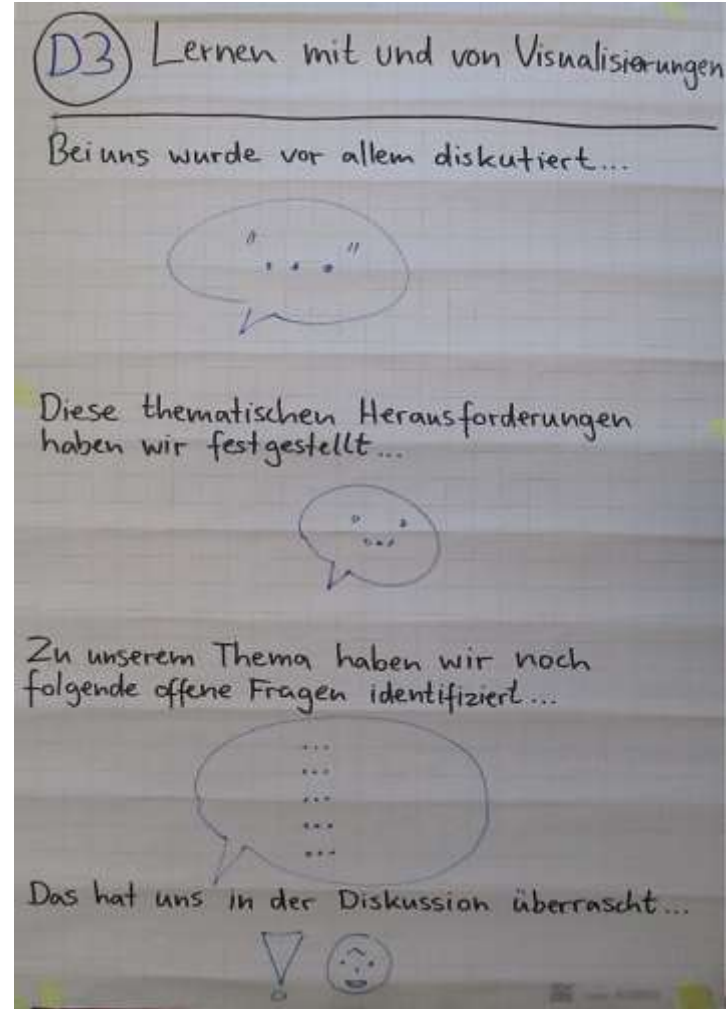 D3 Lernen mit und von Visualisierungen
Bei uns wurde vor allem diskutiert...
"..."
Diese thematischen Herausforderungen
haben wir festgestellt...
...
Zu unserem Thema haben wir noch
folgende offene Fragen identifiziert...
...
...
...
...
...
Das hat uns in der Diskussion überrascht...
!